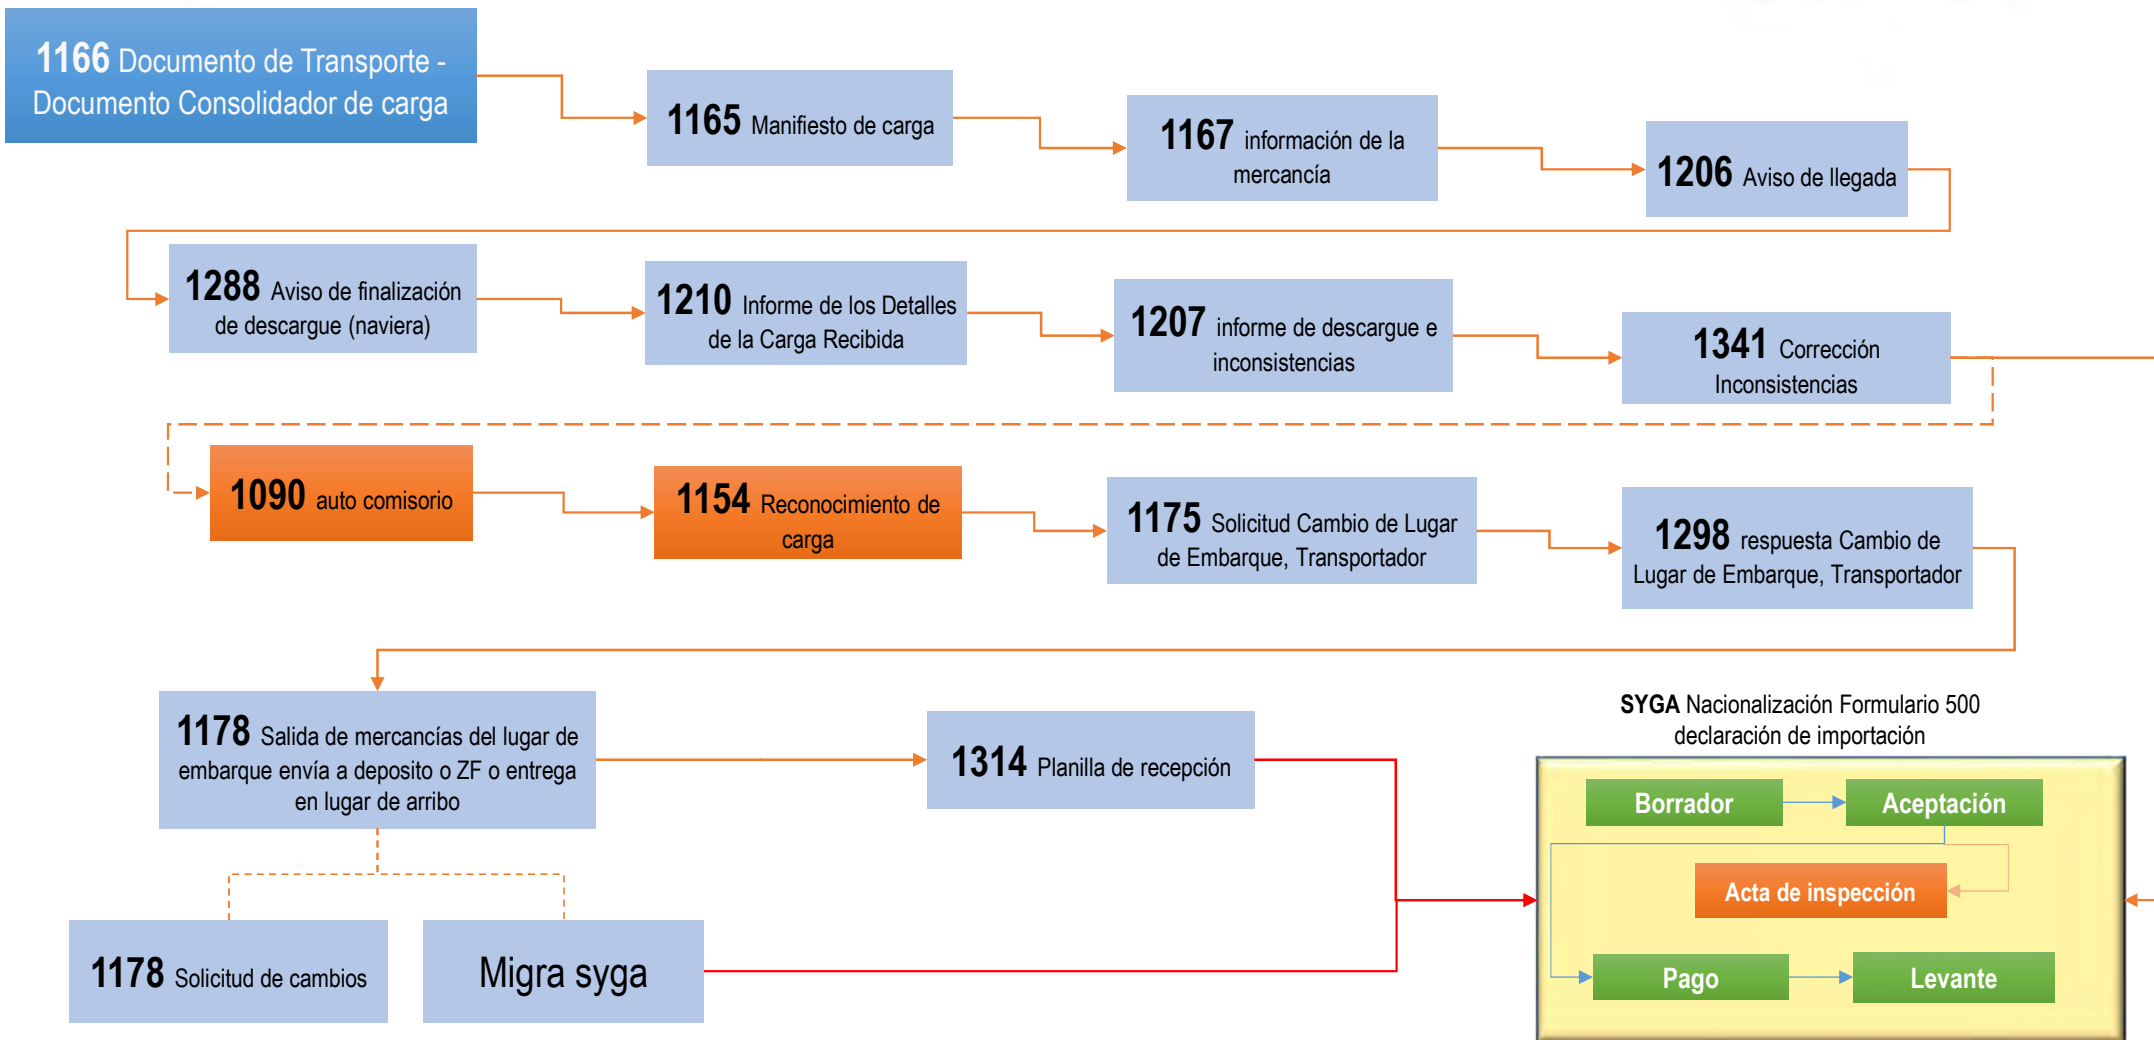 1166 Documento de Transporte -
Documento Consolidador de carga
1165 Manifiesto de carga
1167 información de la
mercancía
1206 Aviso de llegada
1288 Aviso de finalización
de descargue (naviera)
1210 Informe de los Detalles
de la Carga Recibida
1207 informe de descargue e
inconsistencias
1341 Corrección
Inconsistencias
1090 auto comisorio
1154 Reconocimiento de
carga
1175 Solicitud Cambio de Lugar
de Embarque, Transportador
1298 respuesta Cambio de
Lugar de Embarque, Transportador
1178 Salida de mercancías del lugar de
embarque envía a deposito o ZF o entrega
en lugar de arribo
1314 Planilla de recepción
SYGA Nacionalización Formulario 500
declaración de importación
Borrador
Aceptación
Acta de inspección
Pago
Levante
1178 Solicitud de cambios
Migra syga